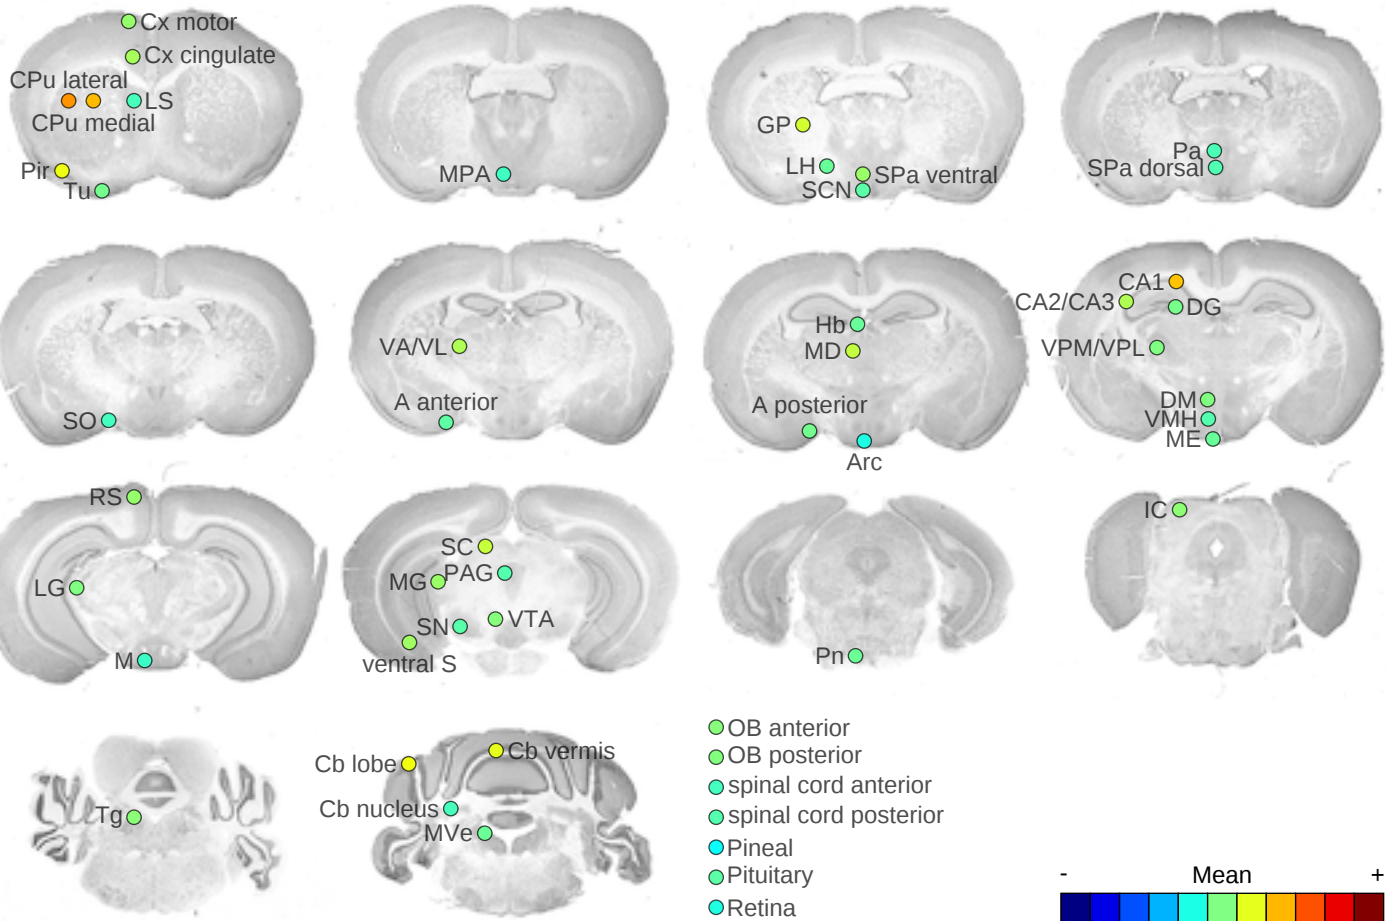 Cx motor
Cx cingulate
CPu lateral
LS
CPu medial
Pir
Tu
MPA
GP
LH
SPa ventral
SCN
Pa
SPa dorsal
SO
VA/VL
A anterior
Hb
MD
A posterior
Arc
CA1
CA2/CA3
DG
VPM/VPL
DM
VMH
ME
RS
LG
M
SC
PAG
MG
SN
VTA
ventral S
Pn
IC
Tg
Cb lobe
Cb vermis
Cb nucleus
MVe
OB anterior
OB posterior
spinal cord anterior
spinal cord posterior
Pineal
Pituitary
Retina
- Mean +